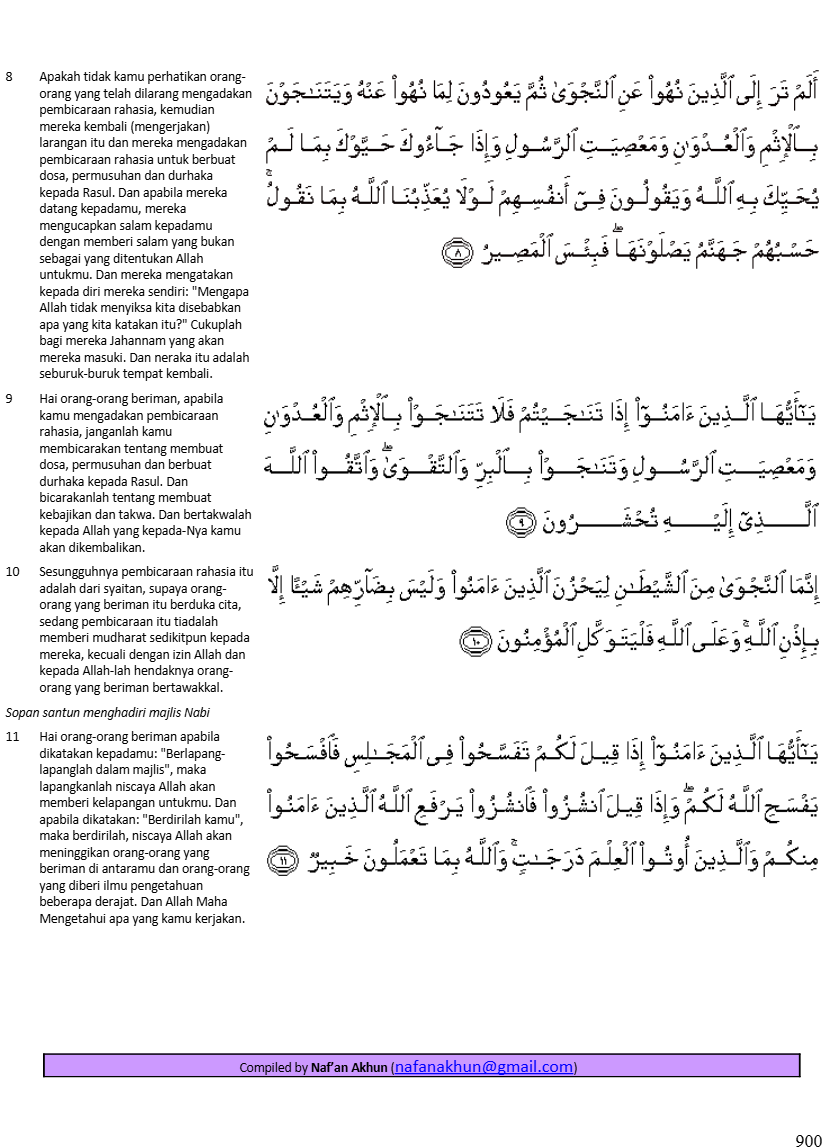 8 Apakah tidak kamu perhatikan orang-
orang yang telah dilarang mengadakan
pembicaraan rahasia, kemudian
mereka kembali (mengerjakan)
larangan itu dan mereka mengadakan
pembicaraan rahasia untuk berbuat
dosa, permusuhan dan durhaka
kepada Rasul. Dan apabila mereka
datang kepadamu, mereka
mengucapkan salam kepadamu
dengan memberi salam yang bukan
sebagai yang ditentukan Allah
untukmu. Dan mereka mengatakan
kepada diri mereka sendiri: "Mengapa
Allah tidak menyiksa kita disebabkan
apa yang kita katakan itu?" Cukuplah
bagi mereka Jahannam yang akan
mereka masuki. Dan neraka itu adalah
seburuk-buruk tempat kembali.
أَلَمْ تَرَ إِلَى ٱلَّذِينَ نُهُوا۟ عَنِ ٱلنَّجْوَىٰ ثُمَّ يَعُودُونَ لِمَا نُهُوا۟ عَنْهُ وَيَتَنَـٰجَوْنَ
بِٱلْإِثْمِ وَٱلْعُدْوَٰنِ وَمَعْصِيَتِ ٱلرَّسُولِ وَإِذَا جَآءُوكَ حَيَّوْكَ بِمَا لَمْ
يُحَيِّكَ بِهِ ٱللَّهُ وَيَقُولُونَ فِىٓ أَنفُسِهِمْ لَوْلَا يُعَذِّبُنَا ٱللَّهُ بِمَا نَقُولُ ۚ
حَسْبُهُمْ جَهَنَّمُ يَصْلَوْنَهَا ۖ فَبِئْسَ ٱلْمَصِيرُ ٨
9 Hai orang-orang beriman, apabila
kamu mengadakan pembicaraan
rahasia, janganlah kamu
membicarakan tentang membuat
dosa, permusuhan dan berbuat
durhaka kepada Rasul. Dan
bicarakanlah tentang membuat
kebajikan dan takwa. Dan bertakwalah
kepada Allah yang kepada-Nya kamu
akan dikembalikan.
يَـٰٓأَيُّهَا ٱلَّذِينَ ءَامَنُوٓا۟ إِذَا تَنَـٰجَيْتُمْ فَلَا تَتَنَـٰجَوْا۟ بِٱلْإِثْمِ وَٱلْعُدْوَٰنِ
وَمَعْصِيَتِ ٱلرَّسُولِ وَتَنَـٰجَوْا۟ بِٱلْبِرِّ وَٱلتَّقْوَىٰ ۖ وَٱتَّقُوا۟ ٱللَّهَ
ٱلَّذِىٓ إِلَيْهِ تُحْشَرُونَ ٩
10 Sesungguhnya pembicaraan rahasia itu
adalah dari syaitan, supaya orang-
orang yang beriman itu berduka cita,
sedang pembicaraan itu tiadalah
memberi mudharat sedikitpun kepada
mereka, kecuali dengan izin Allah dan
kepada Allah-lah hendaknya orang-
orang yang beriman bertawakkal.
إِنَّمَا ٱلنَّجْوَىٰ مِنَ ٱلشَّيْطَـٰنِ لِيَحْزُنَ ٱلَّذِينَ ءَامَنُوا۟ وَلَيْسَ بِضَآرِّهِمْ شَيْـًٔا إِلَّا
بِإِذْنِ ٱللَّهِ ۚ وَعَلَى ٱللَّهِ فَلْيَتَوَكَّلِ ٱلْمُؤْمِنُونَ ١٠
Sopan santun menghadiri majlis Nabi
11 Hai orang-orang beriman apabila
dikatakan kepadamu: "Berlapang-
lapanglah dalam majlis", maka
lapangkanlah niscaya Allah akan
memberi kelapangan untukmu. Dan
apabila dikatakan: "Berdirilah kamu",
maka berdirilah, niscaya Allah akan
meninggikan orang-orang yang
beriman di antaramu dan orang-orang
yang diberi ilmu pengetahuan
beberapa derajat. Dan Allah Maha
Mengetahui apa yang kamu kerjakan.
يَـٰٓأَيُّهَا ٱلَّذِينَ ءَامَنُوٓا۟ إِذَا قِيلَ لَكُمْ تَفَسَّحُوا۟ فِى ٱلْمَجَـٰلِسِ فَٱفْسَحُوا۟
يَفْسَحِ ٱللَّهُ لَكُمْ ۖ وَإِذَا قِيلَ ٱنشُزُوا۟ فَٱنشُزُوا۟ يَرْفَعِ ٱللَّهُ ٱلَّذِينَ ءَامَنُوا۟
مِنكُمْ وَٱلَّذِينَ أُوتُوا۟ ٱلْعِلْمَ دَرَجَـٰتٍ ۚ وَٱللَّهُ بِمَا تَعْمَلُونَ خَبِيرٌ ١١
Compiled by Naf'an Akhun (nafanakhun@gmail.com)
900